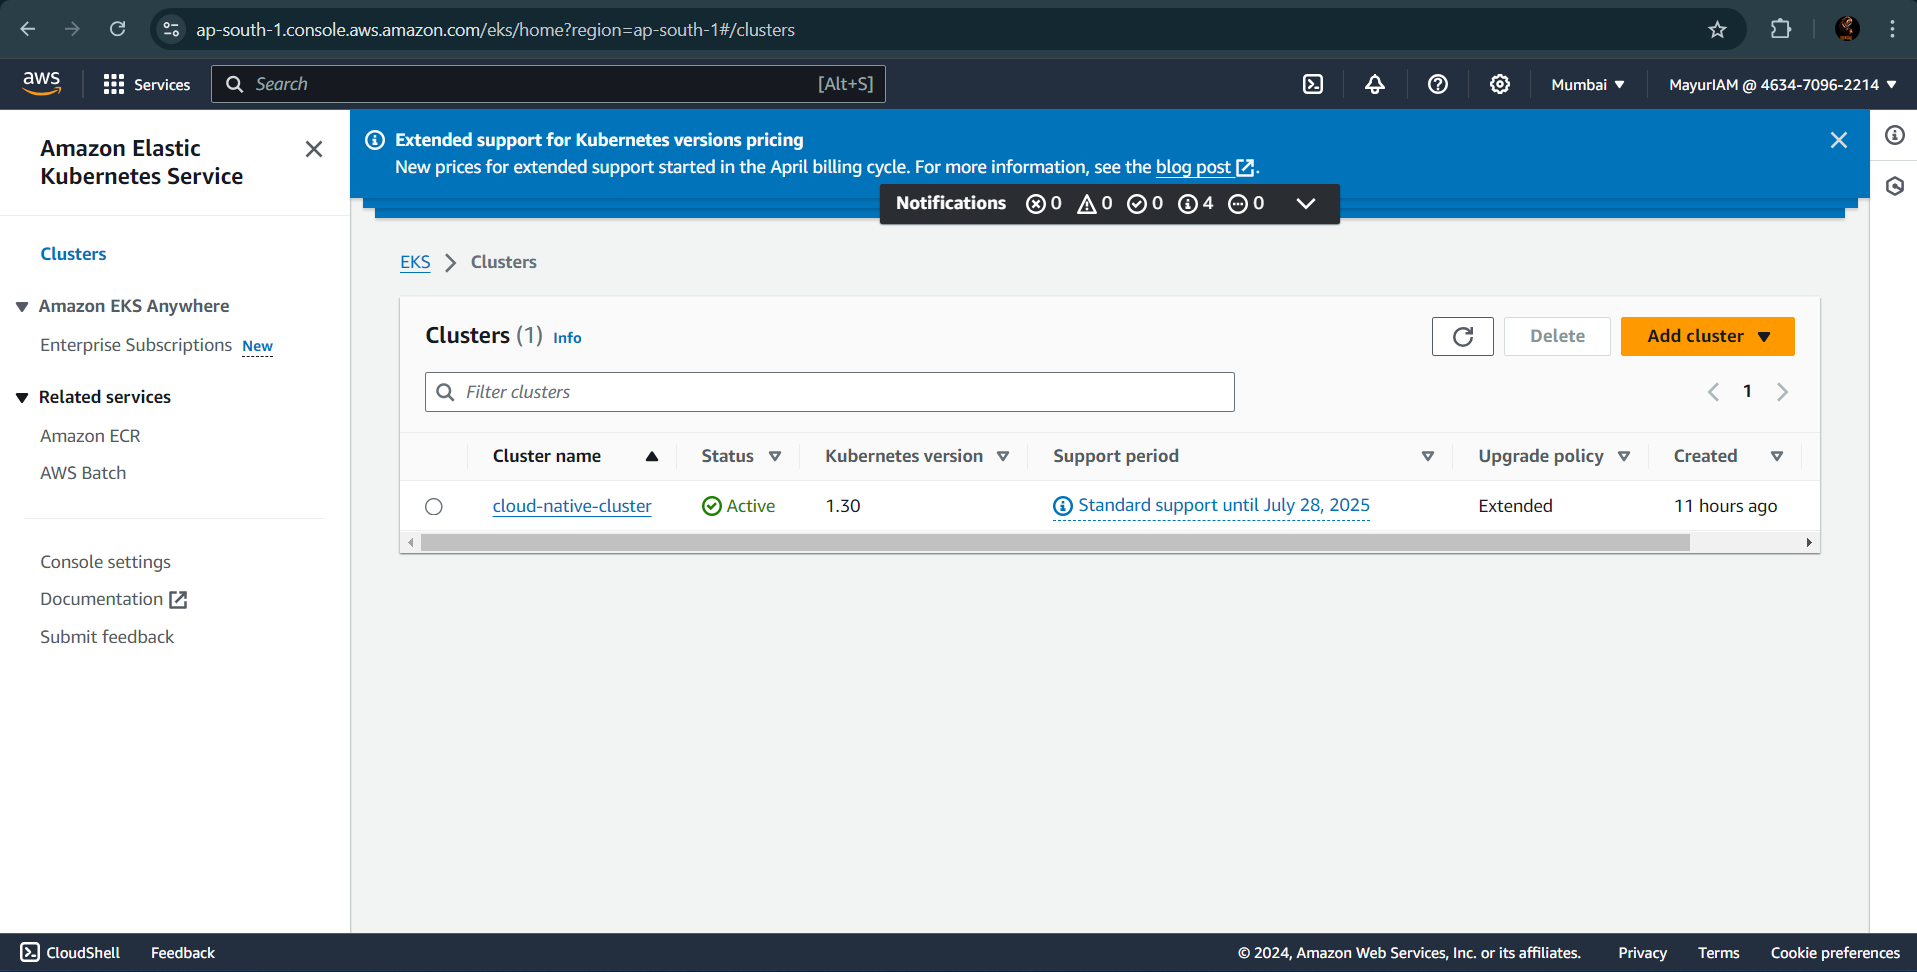 ap-south-1.console.aws.amazon.com/eks/home?region=ap-south-1#/clusters
aws
Services
Search
[Alt+S]
Mumbai
MayurIAM @ 4634-7096-2214
Amazon Elastic
Kubernetes Service
Clusters
Amazon EKS Anywhere
Enterprise Subscriptions New
Related services
Amazon ECR
AWS Batch
Console settings
Documentation
Submit feedback
Extended support for Kubernetes versions pricing
New prices for extended support started in the April billing cycle. For more information, see the blog post.
Notifications 0 0 0 4 0
EKS Clusters
Clusters (1) Info
Delete
Add cluster
Filter clusters
1
Cluster name Status Kubernetes version Support period Upgrade policy Created
cloud-native-cluster Active 1.30 Standard support until July 28, 2025 Extended 11 hours ago
CloudShell Feedback © 2024, Amazon Web Services, Inc. or its affiliates. Privacy Terms Cookie preferences